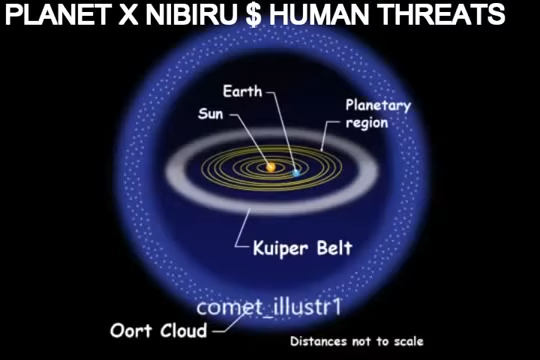 PLANET X NIBIRU $ HUMAN THREATS
Earth
Sun
Planetary
region
Kuiper Belt
comet_illustr1
Oort Cloud
Distances not to scale